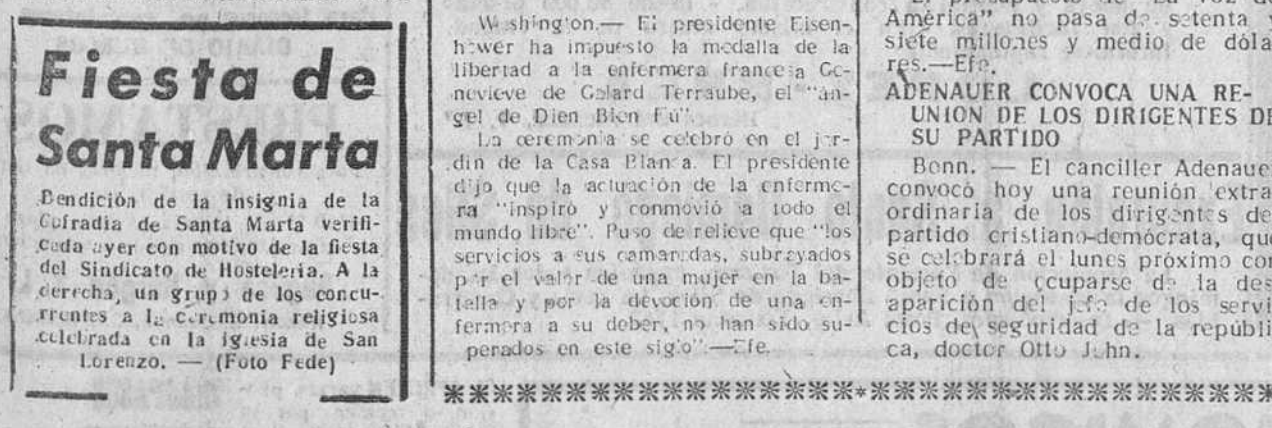 Fiesta de
Santa Marta
Bendición de la insignia de la
Cofradía de Santa Marta verifi-
cada ayer con motivo de la fiesta
del Sindicato de Hostelería. A la
derecha, un grupo de los concu-
rrentes a la ceremonia religiosa
celebrada en la iglesia de San
Lorenzo. — (Foto Fede)
Washington.— El presidente Eisen-
hower ha impuesto la medalla de la
libertad a la enfermera francesa Ge-
nevieve de Galard Terraube, el "án-
gel de Dien Bien Fú".
La ceremonia se celebró en el jar-
dín de la Casa Blanca. El presidente
dijo que la actuación de la enferme-
ra "inspiró y conmovió a todo el
mundo libre". Puso de relieve que "los
servicios a sus camaradas, subrayados
por el valor de una mujer en la ba-
talla y por la devoción de una en-
fermera a su deber, no han sido su-
perados en este siglo".—Efe.
América" no pasa de setenta y
siete millones y medio de dóla
res.—Efe.
ADENAUER CONVOCA UNA RE-
UNION DE LOS DIRIGENTES DE
SU PARTIDO
Bonn. — El canciller Adenauer
convocó hoy una reunión extra
ordinaria de los dirigentes de
partido cristiano-demócrata, que
se celebrará el lunes próximo con
objeto de ocuparse de la des
aparición del jefe de los servi
cios de seguridad de la repúbli
ca, doctor Otto John.